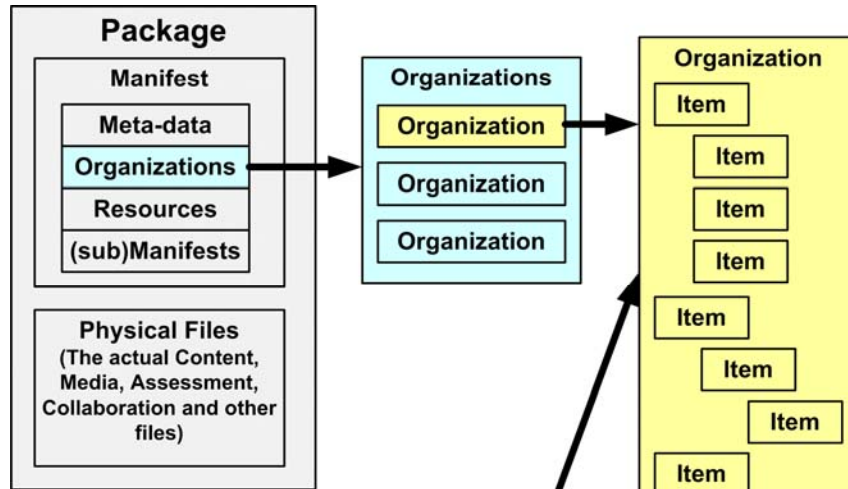 Package
Manifest
Meta-data
Organizations
Resources
(sub)Manifests
Physical Files
(The actual Content,
Media, Assessment,
Collaboration and other
files)
Organizations
Organization
Organization
Organization
Organization
Item
Item
Item
Item
Item
Item
Item
Item